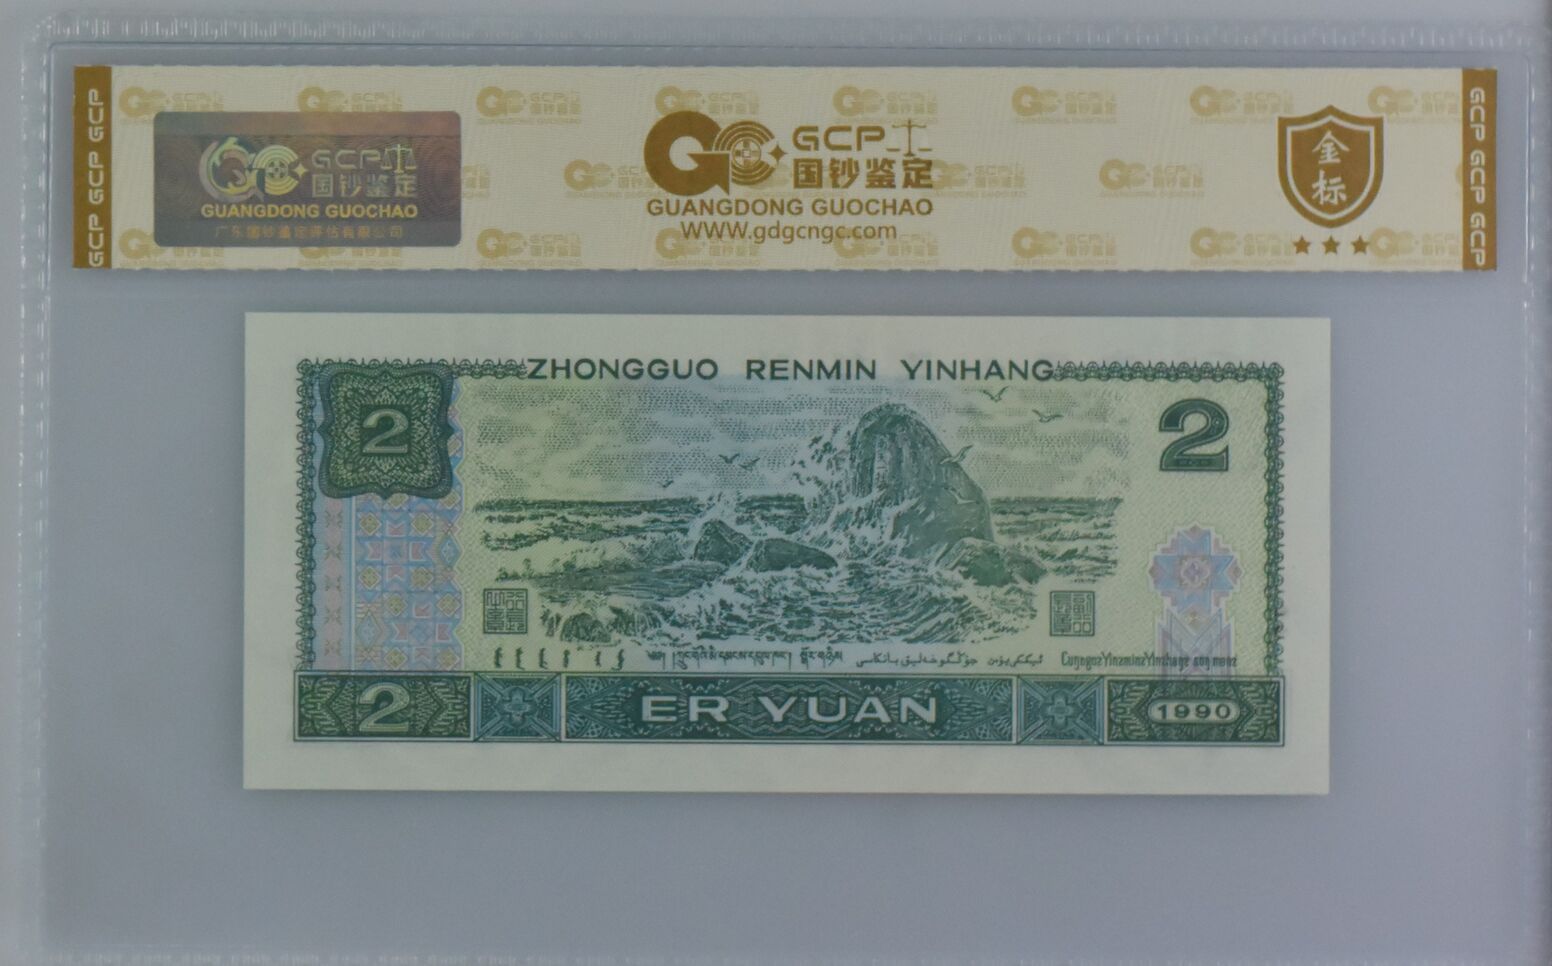 GCP GCP GCP
GCP
国钞鉴定
GUANGDONG GUOCHAO
广东国钞鉴定评估有限公司
GCP
国钞鉴定
GUANGDONG GUOCHAO
WWW.gdgcngc.com
金标
GCP GCP GCP
ZHONGGUO RENMIN YINHANG
2
2
2
ER YUAN
1990